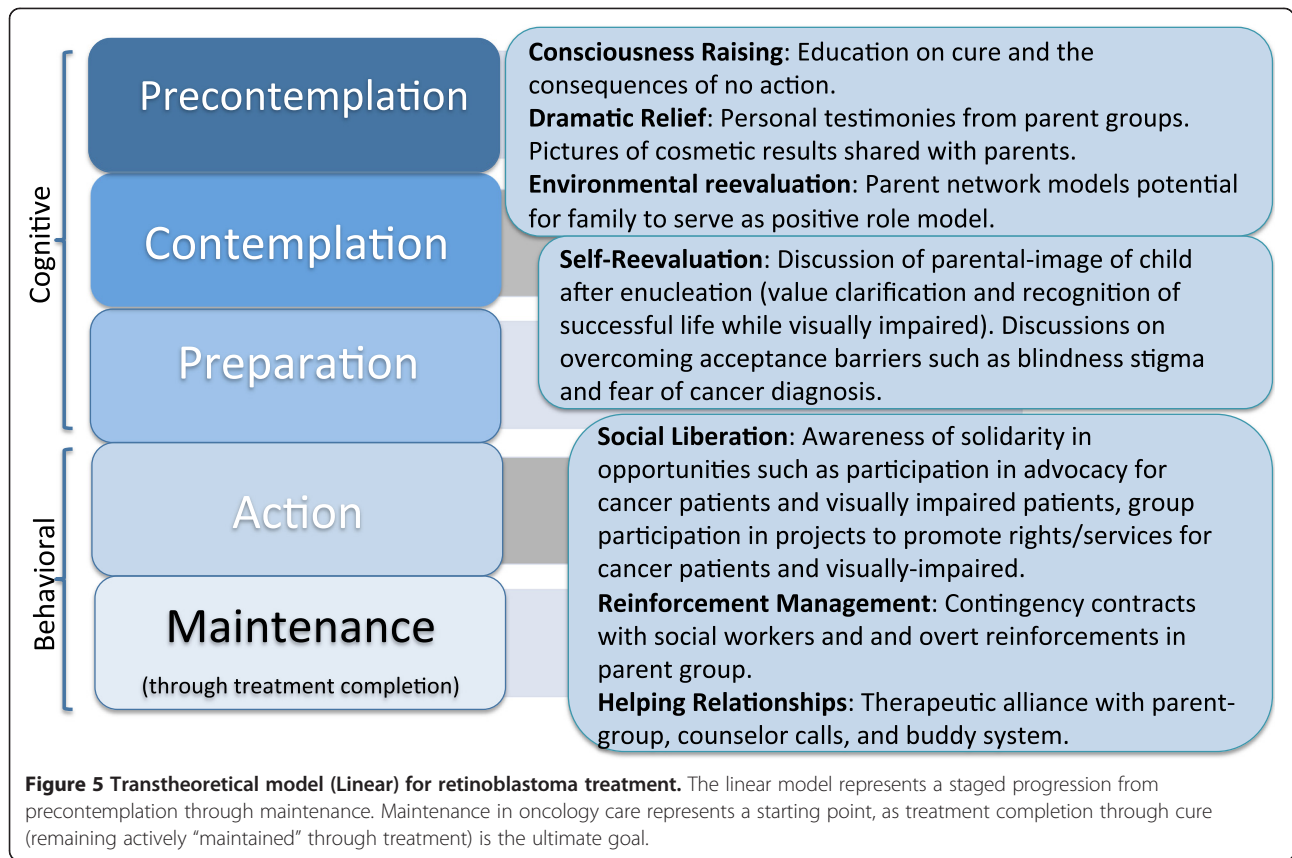 Cognitive
Precontemplation
Contemplation
Preparation
Behavioral
Action
Maintenance
(through treatment completion)
Consciousness Raising: Education on cure and the
consequences of no action.
Dramatic Relief: Personal testimonies from parent groups.
Pictures of cosmetic results shared with parents.
Environmental reevaluation: Parent network models potential
for family to serve as positive role model.
Self-Reevaluation: Discussion of parental-image of child
after enucleation (value clarification and recognition of
successful life while visually impaired). Discussions on
overcoming acceptance barriers such as blindness stigma
and fear of cancer diagnosis.
Social Liberation: Awareness of solidarity in
opportunities such as participation in advocacy for
cancer patients and visually impaired patients, group
participation in projects to promote rights/services for
cancer patients and visually-impaired.
Reinforcement Management: Contingency contracts
with social workers and and overt reinforcements in
parent group.
Helping Relationships: Therapeutic alliance with parent-
group, counselor calls, and buddy system.
Figure 5 Transtheoretical model (Linear) for retinoblastoma treatment. The linear model represents a staged progression from
precontemplation through maintenance. Maintenance in oncology care represents a starting point, as treatment completion through cure
(remaining actively “maintained” through treatment) is the ultimate goal.